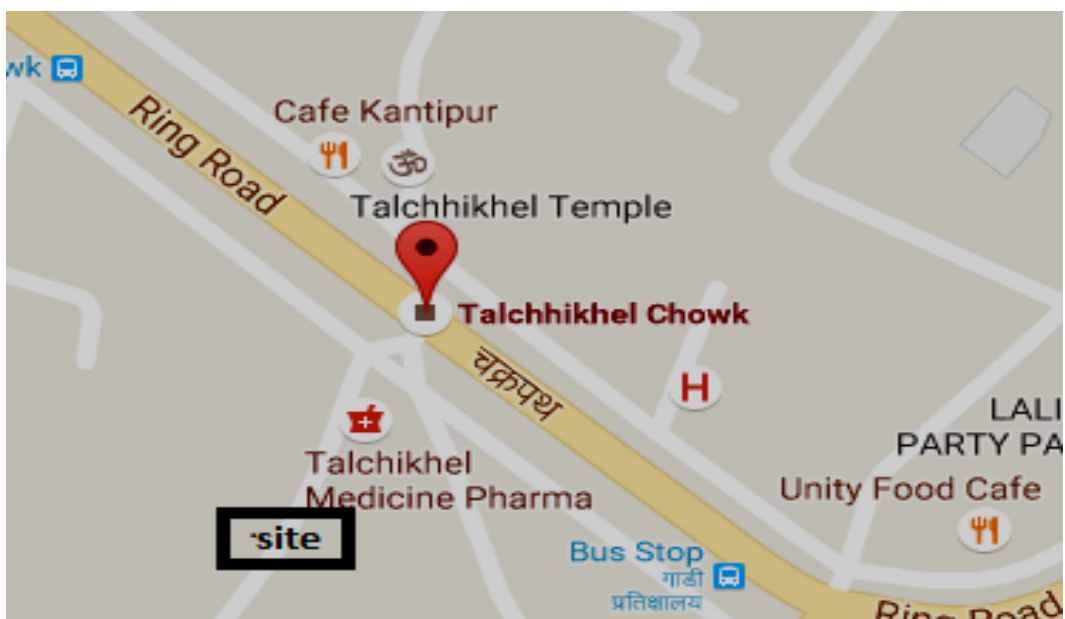 wk
Ring Road
Cafe Kantipur
Talchhikhel Temple
Talchhikhel Chowk
चक्रपथ
H
LALI
PARTY PA
Talchikhel
Medicine Pharma
Unity Food Cafe
site
Bus Stop
गाडी
प्रतिक्षालय
Ring Road